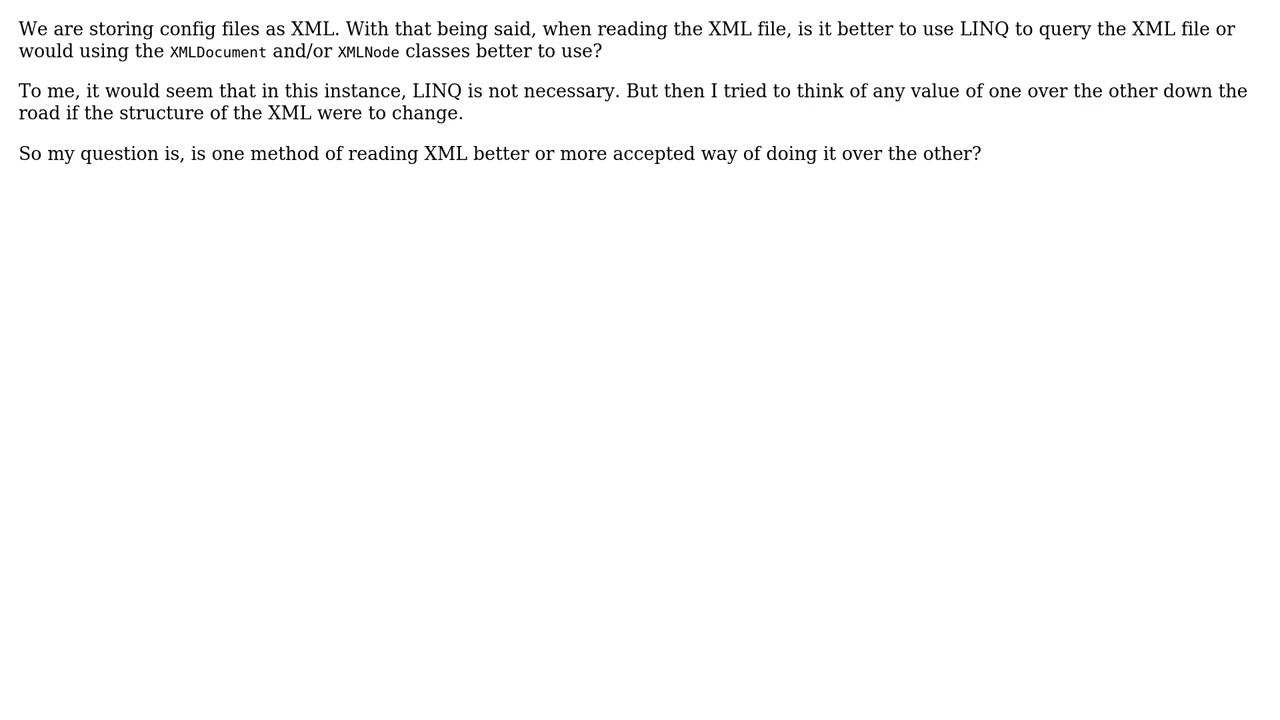 We are storing config files as XML. With that being said, when reading the XML file, is it better to use LINQ to query the XML file or
would using the XMLDocument and/or XMLNode classes better to use?
To me, it would seem that in this instance, LINQ is not necessary. But then I tried to think of any value of one over the other down the
road if the structure of the XML were to change.
So my question is, is one method of reading XML better or more accepted way of doing it over the other?